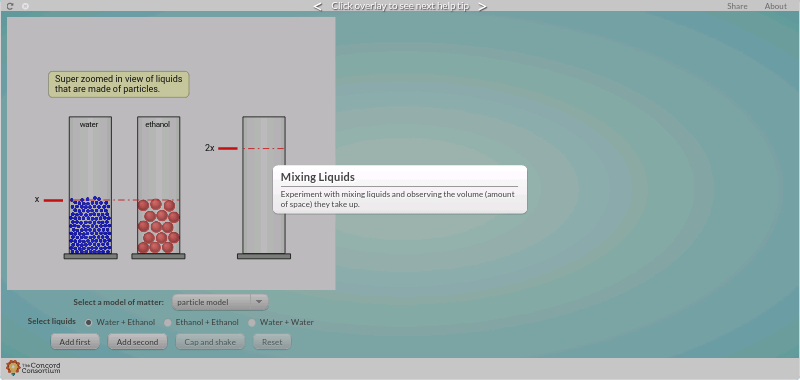 < Click overlay to see next help tip >
Share About
Super zoomed in view of liquids
that are made of particles.
water
ethanol
2x
x
Mixing Liquids
Experiment with mixing liquids and observing the volume (amount
of space) they take up.
Select a model of matter: particle model
Select liquids Water + Ethanol Ethanol + Ethanol Water + Water
Add first Add second Cap and shake Reset
The Concord
Consortium